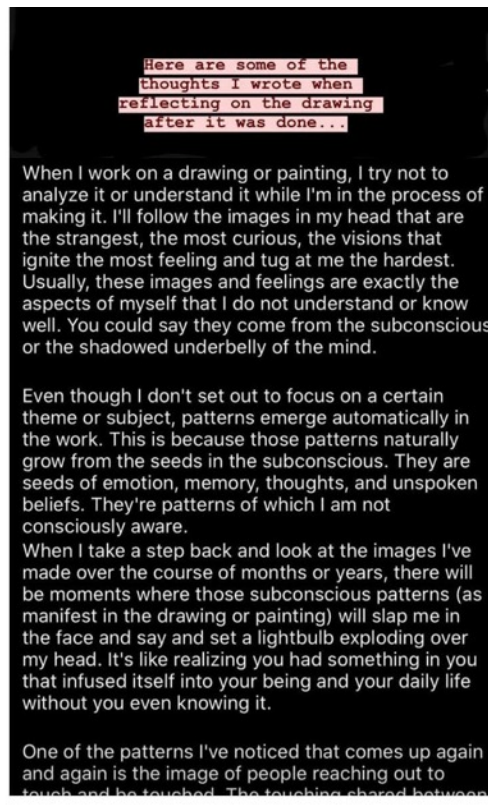 Here are some of the
thoughts I wrote when
reflecting on the drawing
after it was done...
When I work on a drawing or painting, I try not to
analyze it or understand it while I'm in the process of
making it. I'll follow the images in my head that are
the strangest, the most curious, the visions that
ignite the most feeling and tug at me the hardest.
Usually, these images and feelings are exactly the
aspects of myself that I do not understand or know
well. You could say they come from the subconscious
or the shadowed underbelly of the mind.
Even though I don't set out to focus on a certain
theme or subject, patterns emerge automatically in
the work. This is because those patterns naturally
grow from the seeds in the subconscious. They are
seeds of emotion, memory, thoughts, and unspoken
beliefs. They're patterns of which I am not
consciously aware.
When I take a step back and look at the images I've
made over the course of months or years, there will
be moments where those subconscious patterns (as
manifest in the drawing or painting) will slap me in
the face and say and set a lightbulb exploding over
my head. It's like realizing you had something in you
that infused itself into your being and your daily life
without you even knowing it.
One of the patterns I've noticed that comes up again
and again is the image of people reaching out to
touch and be touched. The touching shared between